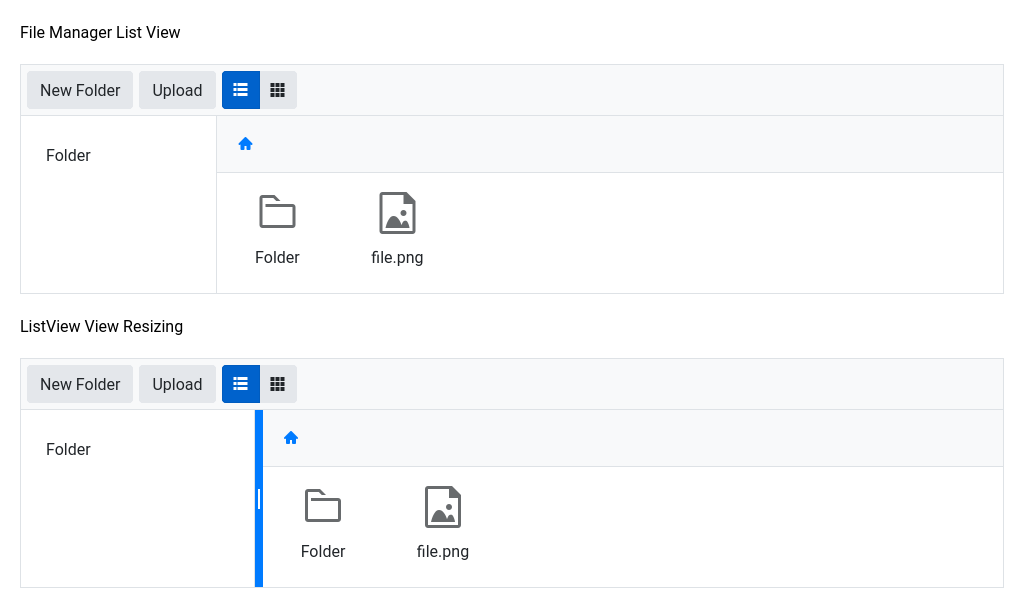 File Manager List View
New Folder Upload
Folder
Folder file.png
ListView View Resizing
New Folder Upload
Folder
Folder file.png